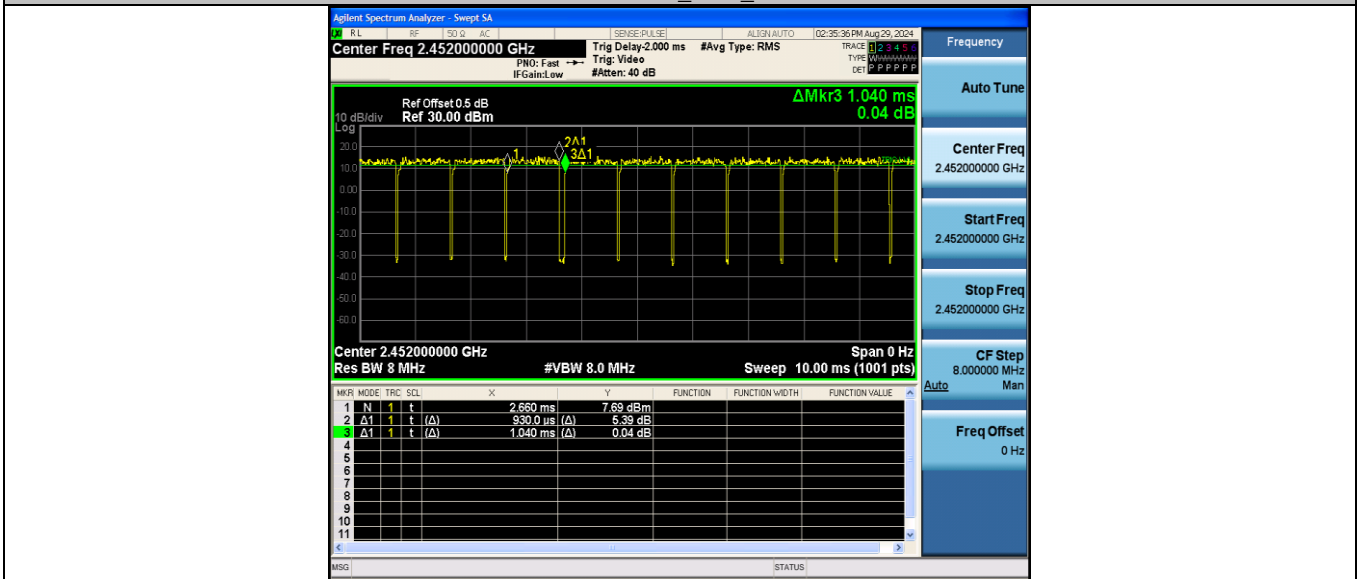 Agilent Spectrum Analyzer - Swept SA
RL RF 50 Ω AC SENSE:PULSE ALIGN AUTO 02:35:36 PM Aug 29, 2024
Center Freq 2.452000000 GHz
PNO: Fast
IFGain:Low
Trig Delay-2.000 ms
Trig: Video
#Atten: 40 dB
#Avg Type: RMS
TRACE 1 2 3 4 5 6
TYPE
DET P P P P P P
Frequency
ΔMkr3 1.040 ms
0.04 dB
Ref Offset 0.5 dB
10 dB/div Ref 30.00 dBm
Log
20.0
10.0
0.00
-10.0
-20.0
-30.0
-40.0
-50.0
-60.0
1
2Δ1
3Δ1
Center 2.452000000 GHz Span 0 Hz
Res BW 8 MHz #VBW 8.0 MHz Sweep 10.00 ms (1001 pts)
MKR MODE TRC SCL X Y FUNCTION FUNCTION WIDTH FUNCTION VALUE
1 N 1 t 2.660 ms 7.69 dBm
2 Δ1 1 t (Δ) 930.0 µs (Δ) 5.39 dB
3 Δ1 1 t (Δ) 1.040 ms (Δ) 0.04 dB
4
5
6
7
8
9
10
11
MSG STATUS
Auto Tune
Center Freq
2.452000000 GHz
Start Freq
2.452000000 GHz
Stop Freq
2.452000000 GHz
CF Step
8.000000 MHz
Auto Man
Freq Offset
0 Hz